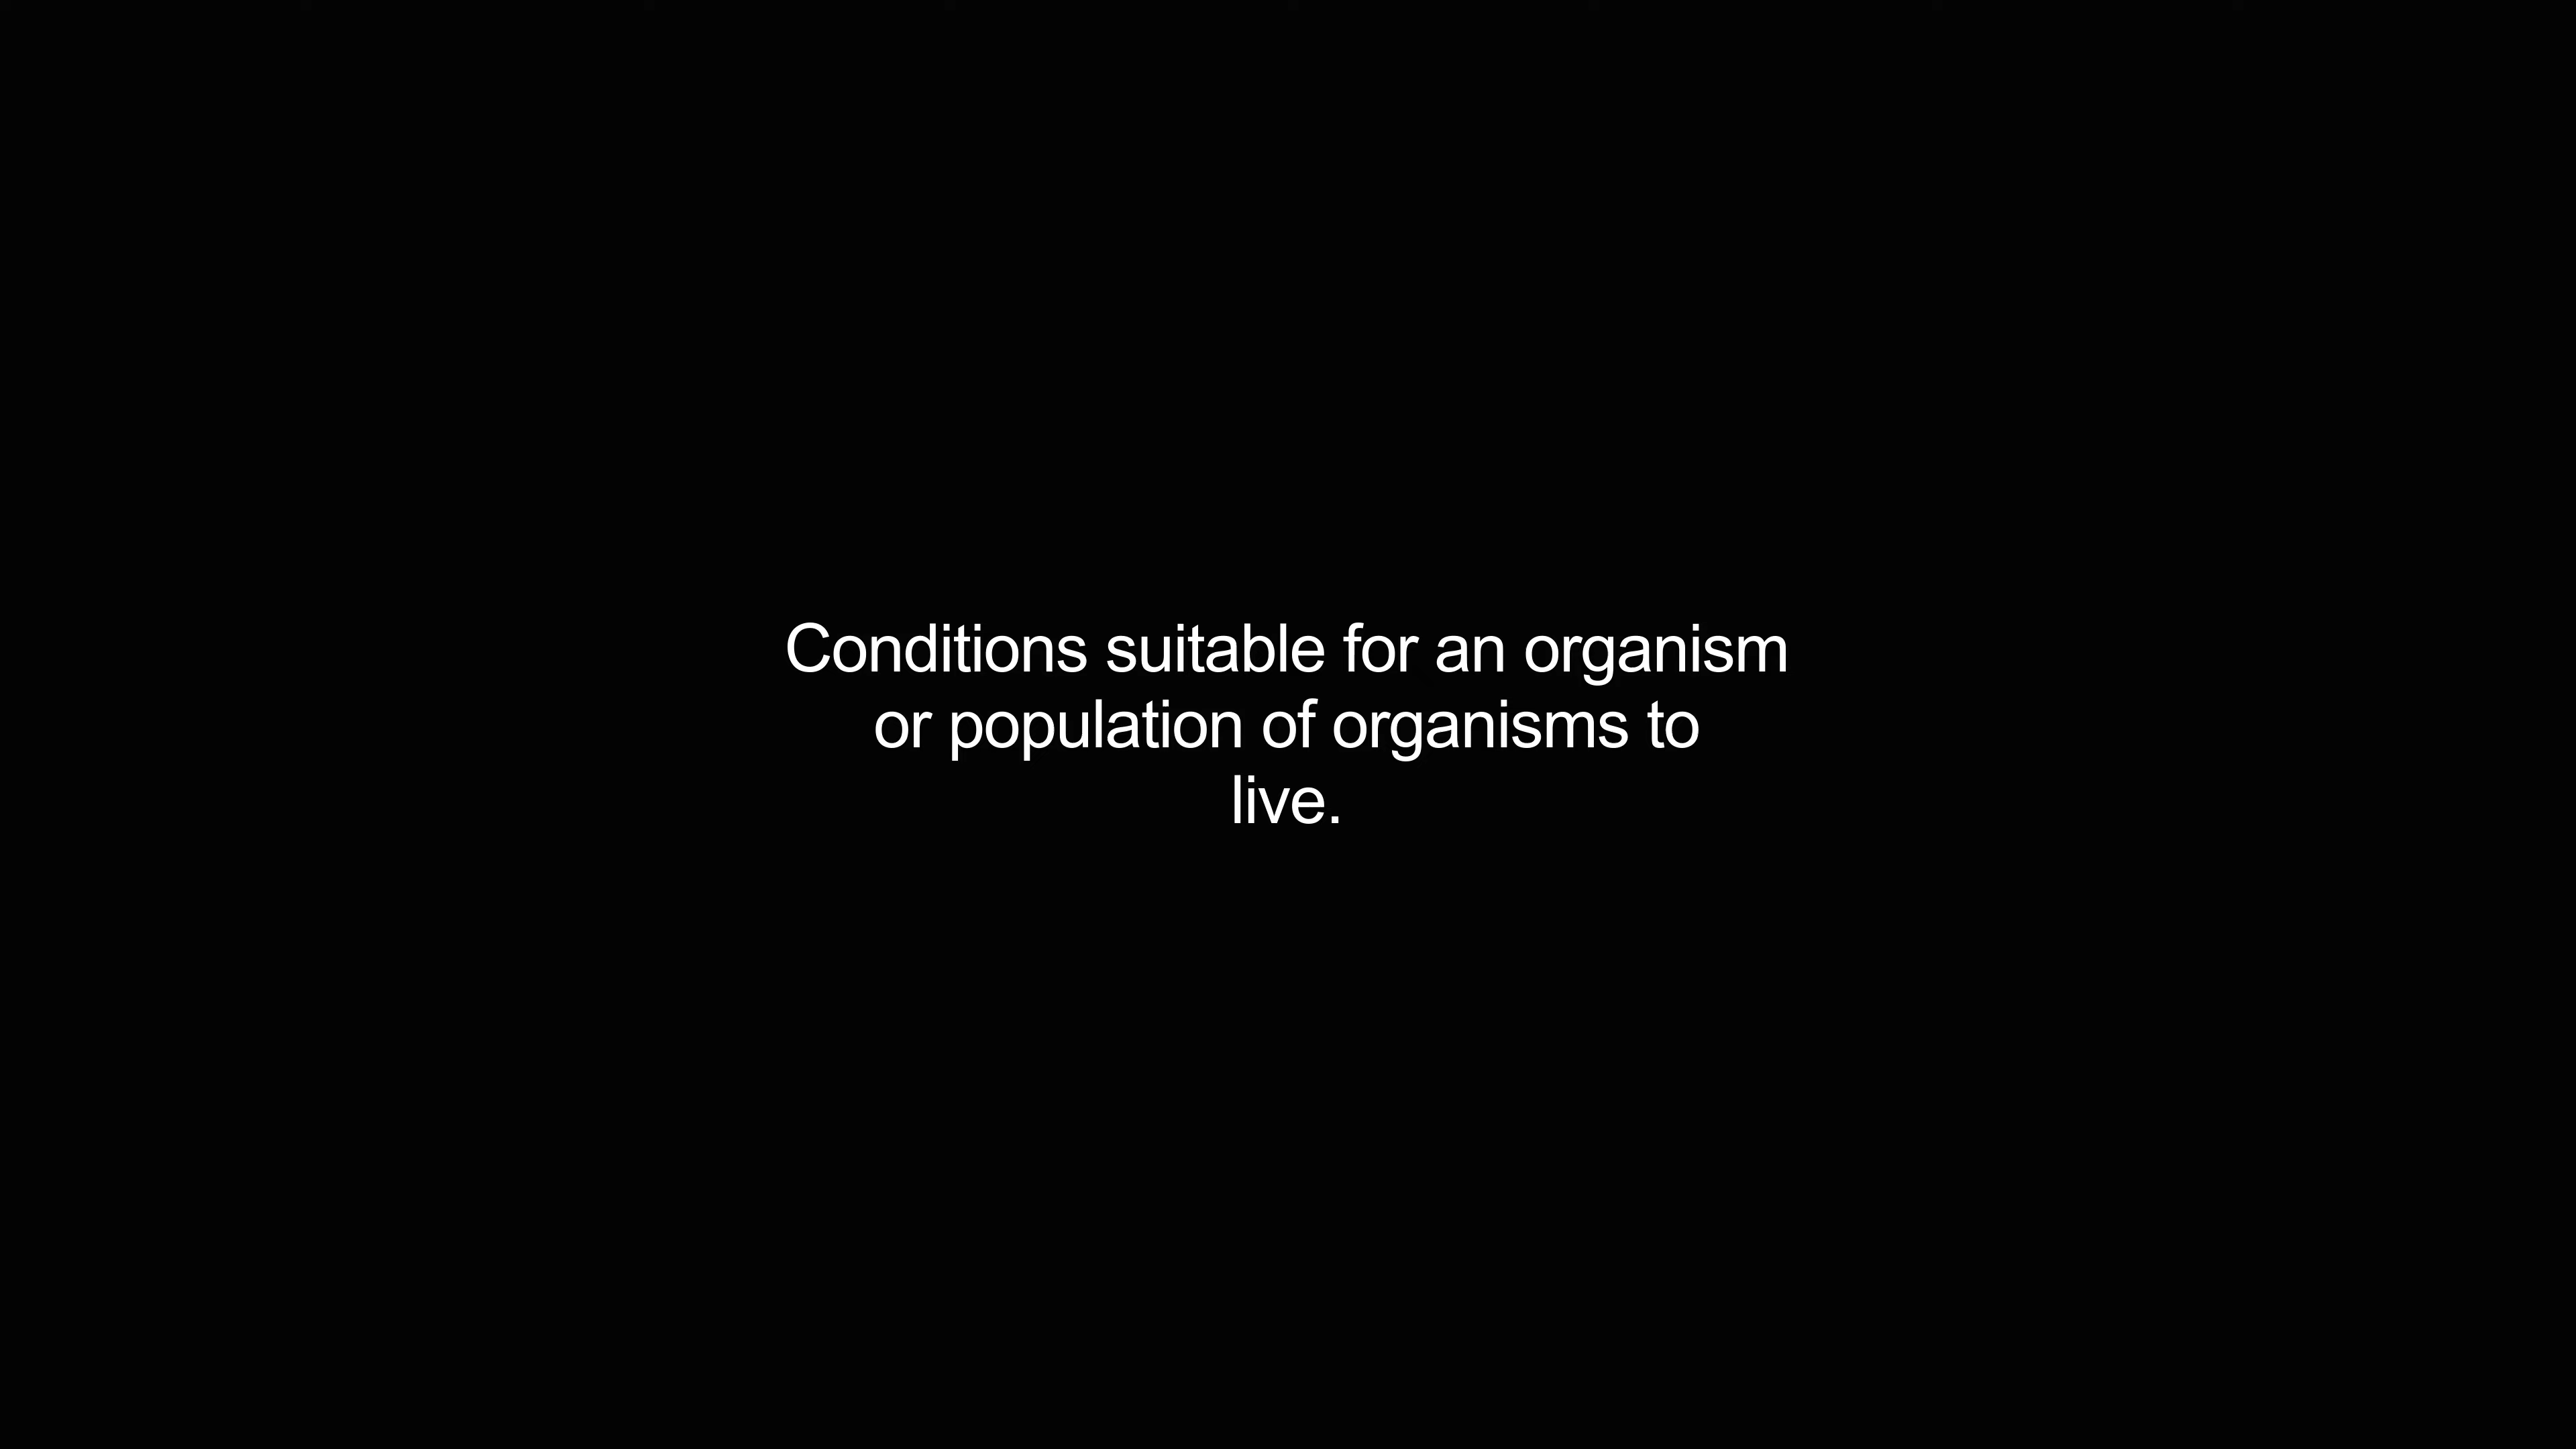 Conditions suitable for an organism
or population of organisms to
live.